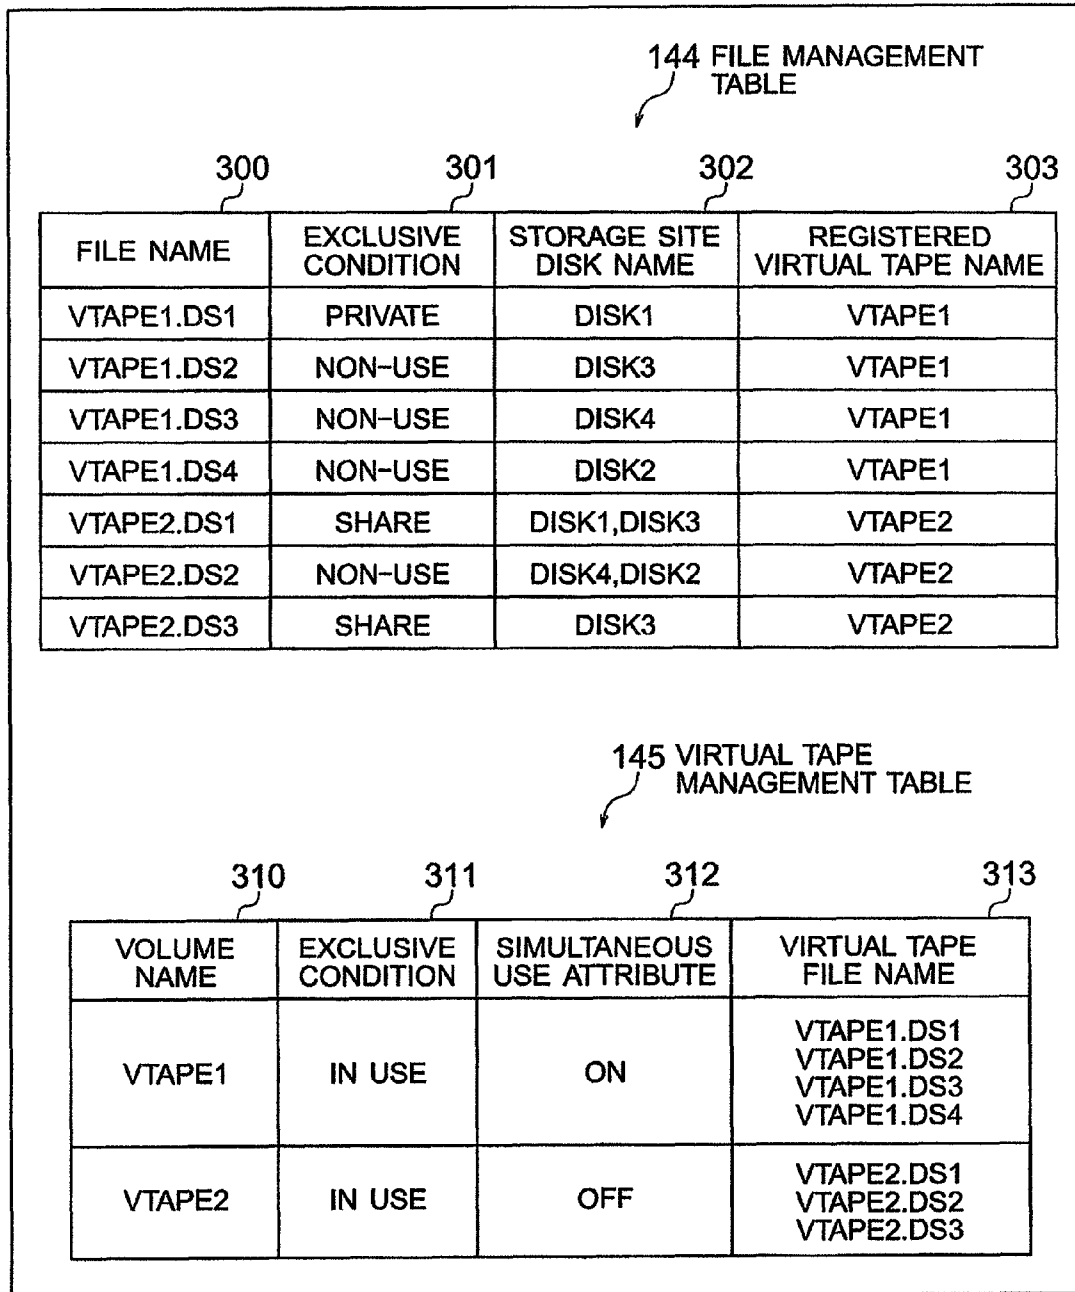 144 FILE MANAGEMENT
TABLE
300 301 302 303
FILE NAME EXCLUSIVE CONDITION STORAGE SITE DISK NAME REGISTERED VIRTUAL TAPE NAME
VTAPE1.DS1 PRIVATE DISK1 VTAPE1
VTAPE1.DS2 NON-USE DISK3 VTAPE1
VTAPE1.DS3 NON-USE DISK4 VTAPE1
VTAPE1.DS4 NON-USE DISK2 VTAPE1
VTAPE2.DS1 SHARE DISK1,DISK3 VTAPE2
VTAPE2.DS2 NON-USE DISK4,DISK2 VTAPE2
VTAPE2.DS3 SHARE DISK3 VTAPE2
145 VIRTUAL TAPE
MANAGEMENT TABLE
310 311 312 313
VOLUME NAME EXCLUSIVE CONDITION SIMULTANEOUS USE ATTRIBUTE VIRTUAL TAPE FILE NAME
VTAPE1 IN USE ON
VTAPE1.DS1
VTAPE1.DS2
VTAPE1.DS3
VTAPE1.DS4
VTAPE2 IN USE OFF
VTAPE2.DS1
VTAPE2.DS2
VTAPE2.DS3